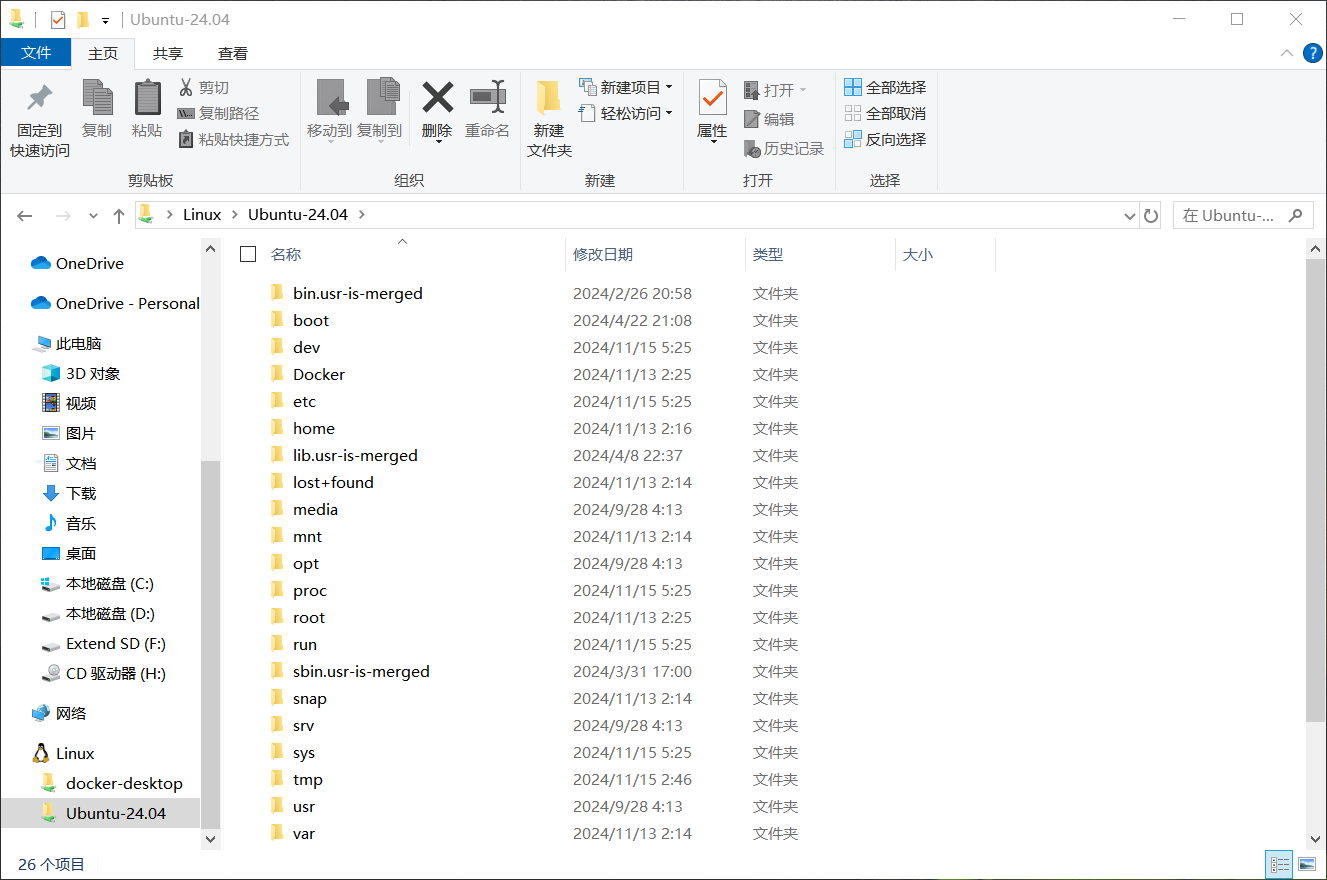 Ubuntu-24.04
文件 主页 共享 查看
固定到
快速访问
复制
粘贴
剪切
复制路径
粘贴快捷方式
剪贴板
移动到 复制到 删除 重命名
组织
新建
文件夹
新建项目
轻松访问
新建
属性
打开
编辑
历史记录
打开
全部选择
全部取消
反向选择
选择
Linux Ubuntu-24.04
在 Ubuntu-...
OneDrive
OneDrive - Personal
此电脑
3D 对象
视频
图片
文档
下载
音乐
桌面
本地磁盘 (C:)
本地磁盘 (D:)
Extend SD (F:)
CD 驱动器 (H:)
网络
Linux
docker-desktop
Ubuntu-24.04
名称 修改日期 类型 大小
bin.usr-is-merged 2024/2/26 20:58 文件夹
boot 2024/4/22 21:08 文件夹
dev 2024/11/15 5:25 文件夹
Docker 2024/11/13 2:25 文件夹
etc 2024/11/15 5:25 文件夹
home 2024/11/13 2:16 文件夹
lib.usr-is-merged 2024/4/8 22:37 文件夹
lost+found 2024/11/13 2:14 文件夹
media 2024/9/28 4:13 文件夹
mnt 2024/11/13 2:14 文件夹
opt 2024/9/28 4:13 文件夹
proc 2024/11/15 5:25 文件夹
root 2024/11/13 2:25 文件夹
run 2024/11/15 5:25 文件夹
sbin.usr-is-merged 2024/3/31 17:00 文件夹
snap 2024/11/13 2:14 文件夹
srv 2024/9/28 4:13 文件夹
sys 2024/11/15 5:25 文件夹
tmp 2024/11/15 2:46 文件夹
usr 2024/9/28 4:13 文件夹
var 2024/11/13 2:14 文件夹
26 个项目